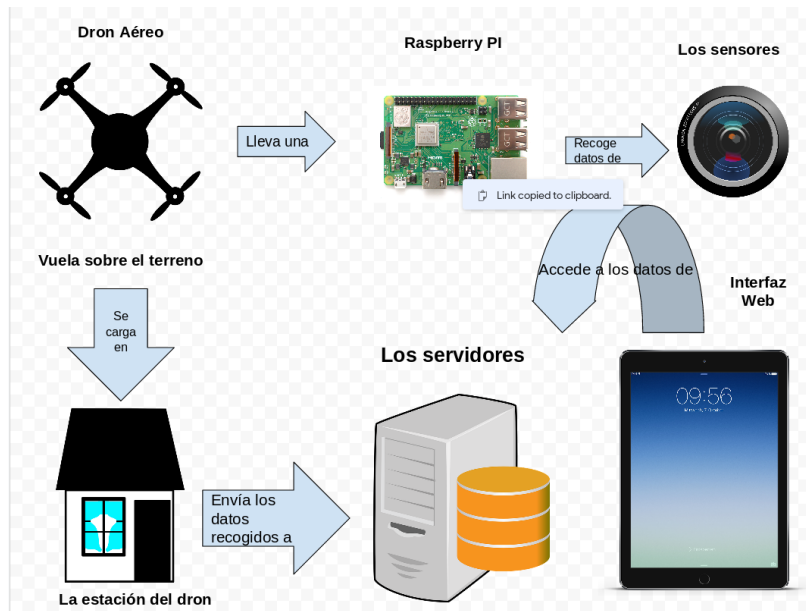 Dron Aéreo
Raspberry PI
Los sensores
Lleva una
Recoge
datos de
Link copied to clipboard.
Vuela sobre el terreno
Accede a los datos de
Interfaz
Web
Se
carga
en
Los servidores
09:56
Envía los
datos
recogidos a
La estación del dron